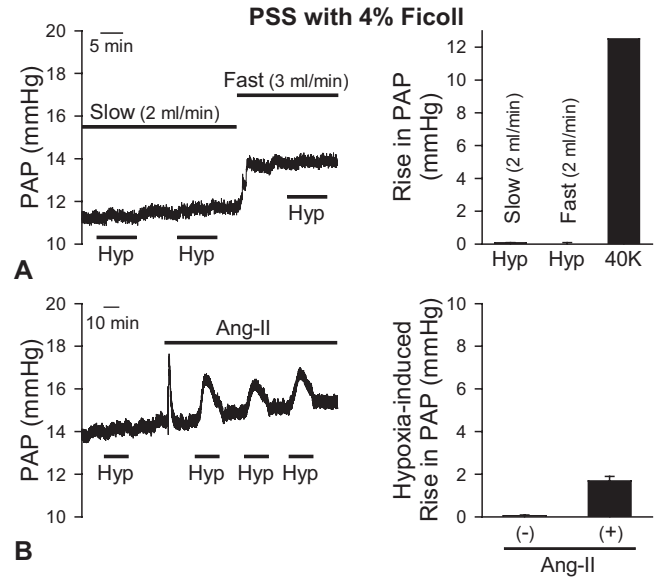 PSS with 4% Ficoll
A
PAP (mmHg)
20
18
16
14
12
10
5 min
Slow (2 ml/min)
Fast (3 ml/min)
Hyp
Hyp
Hyp
Rise in PAP
(mmHg)
12
10
8
6
4
2
0
Slow (2 ml/min)
Fast (2 ml/min)
Hyp Hyp 40K
B
PAP (mmHg)
20
18
16
14
12
10
10 min
Ang-II
Hyp Hyp Hyp Hyp
Hypoxia-induced
Rise in PAP (mmHg)
10
8
6
4
2
0
(-) (+)
Ang-II